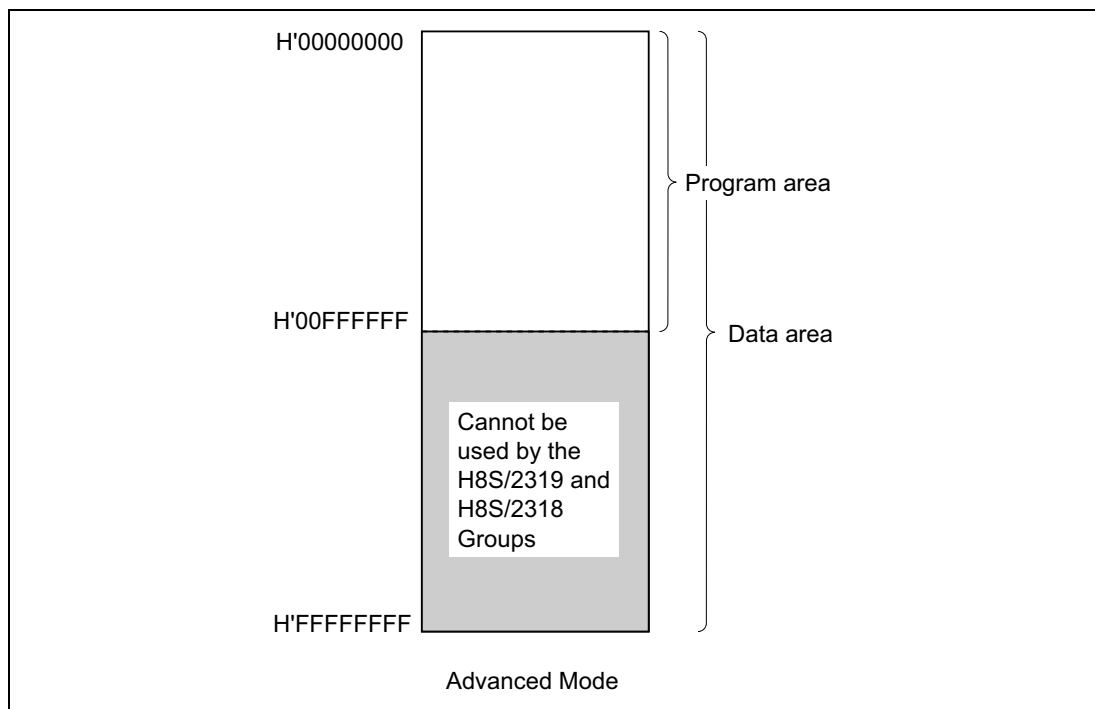 H'00000000
Program area
H'00FFFFFF
Data area
Cannot be
used by the
H8S/2319 and
H8S/2318
Groups
H'FFFFFFFF
Advanced Mode